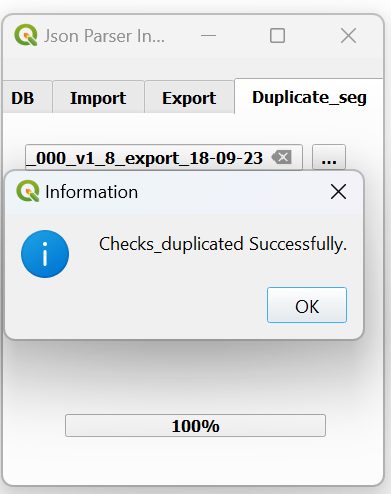 Json Parser In...
DB Import Export Duplicate_seg
_000_v1_8_export_18-09-23 ...
Information
Checks_duplicated Successfully.
OK
100%